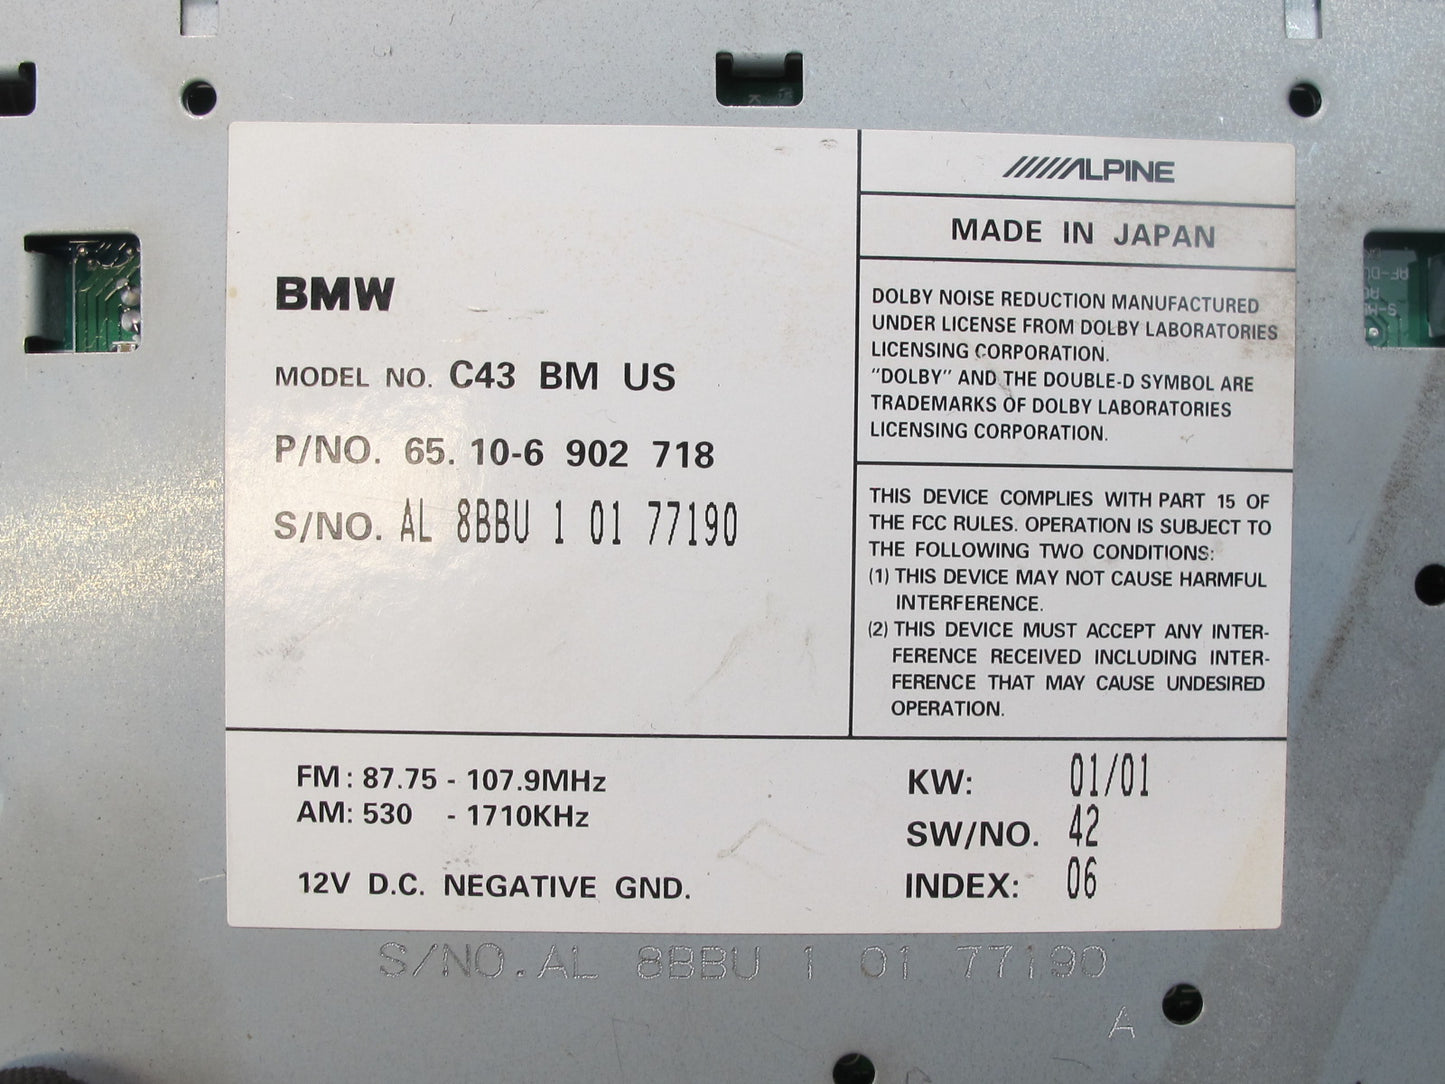 BMW
MODEL NO. C43 BM US
P/NO. 65. 10-6 902 718
S/NO. AL 8BBU 1 01 77190
ALPINE
MADE IN JAPAN
DOLBY NOISE REDUCTION MANUFACTURED
UNDER LICENSE FROM DOLBY LABORATORIES
LICENSING CORPORATION.
"DOLBY" AND THE DOUBLE-D SYMBOL ARE
TRADEMARKS OF DOLBY LABORATORIES
LICENSING CORPORATION.
THIS DEVICE COMPLIES WITH PART 15 OF
THE FCC RULES. OPERATION IS SUBJECT TO
THE FOLLOWING TWO CONDITIONS:
(1) THIS DEVICE MAY NOT CAUSE HARMFUL
INTERFERENCE.
(2) THIS DEVICE MUST ACCEPT ANY INTER-
FERENCE RECEIVED INCLUDING INTER-
FERENCE THAT MAY CAUSE UNDESIRED
OPERATION.
FM: 87.75 - 107.9MHz
AM: 530 - 1710KHz
12V D.C. NEGATIVE GND.
KW: 01/01
SW/NO. 42
INDEX: 06
S/NO. AL 8BBU 1 01 77190
A